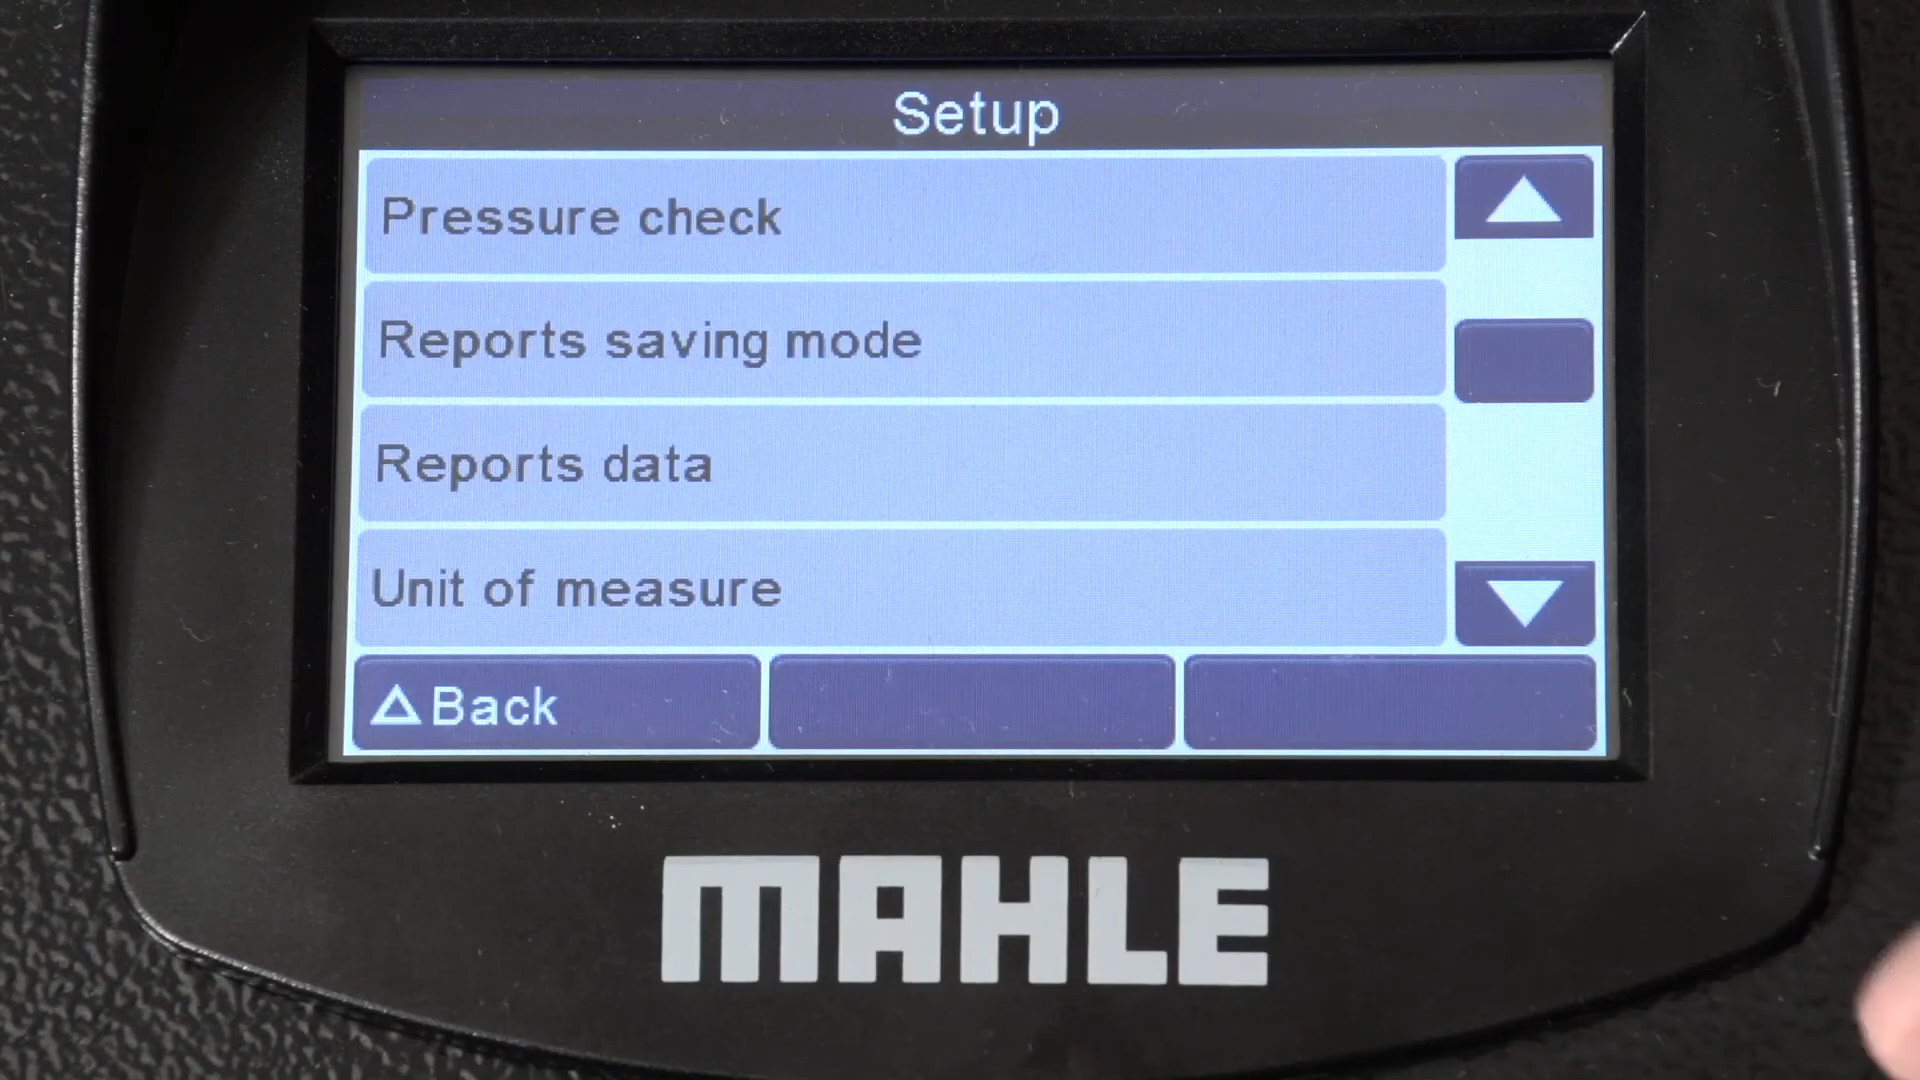 Setup
Pressure check
Reports saving mode
Reports data
Unit of measure
Back
MAHLE